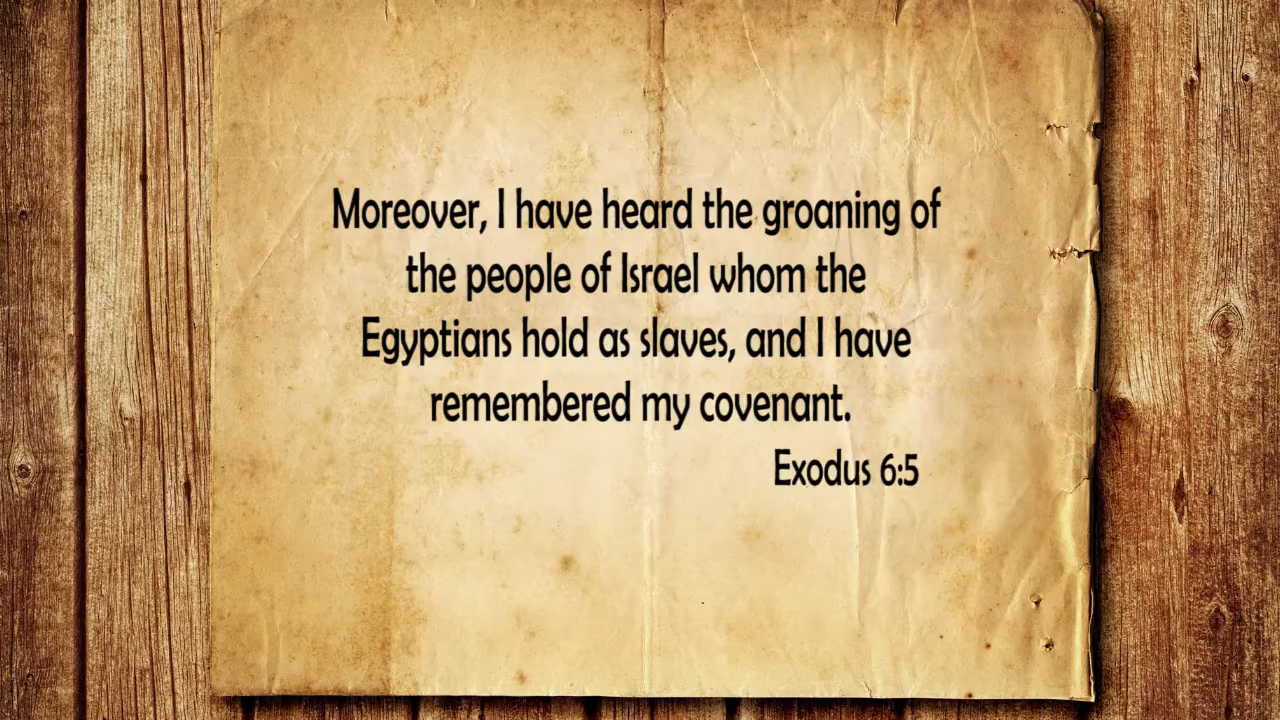 Moreover, I have heard the groaning of
the people of Israel whom the
Egyptians hold as slaves, and I have
remembered my covenant.
Exodus 6:5